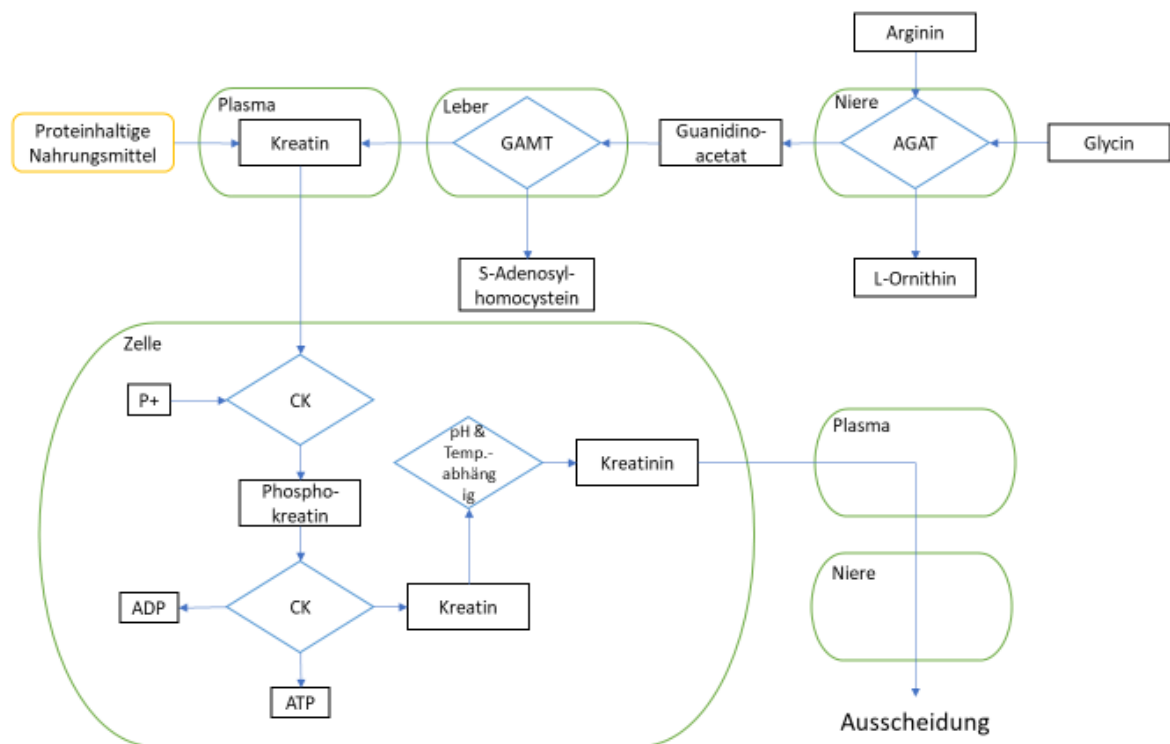 Arginin
Plasma
Leber
Niere
Proteinhaltige
Nahrungsmittel
Kreatin
GAMT
Guanidino-
acetat
AGAT
Glycin
S-Adenosyl-
homocystein
L-Ornithin
Zelle
P+
CK
pH &
Temp.-
abhäng
ig
Kreatinin
Plasma
Phospho-
kreatin
Niere
ADP
CK
Kreatin
ATP
Ausscheidung